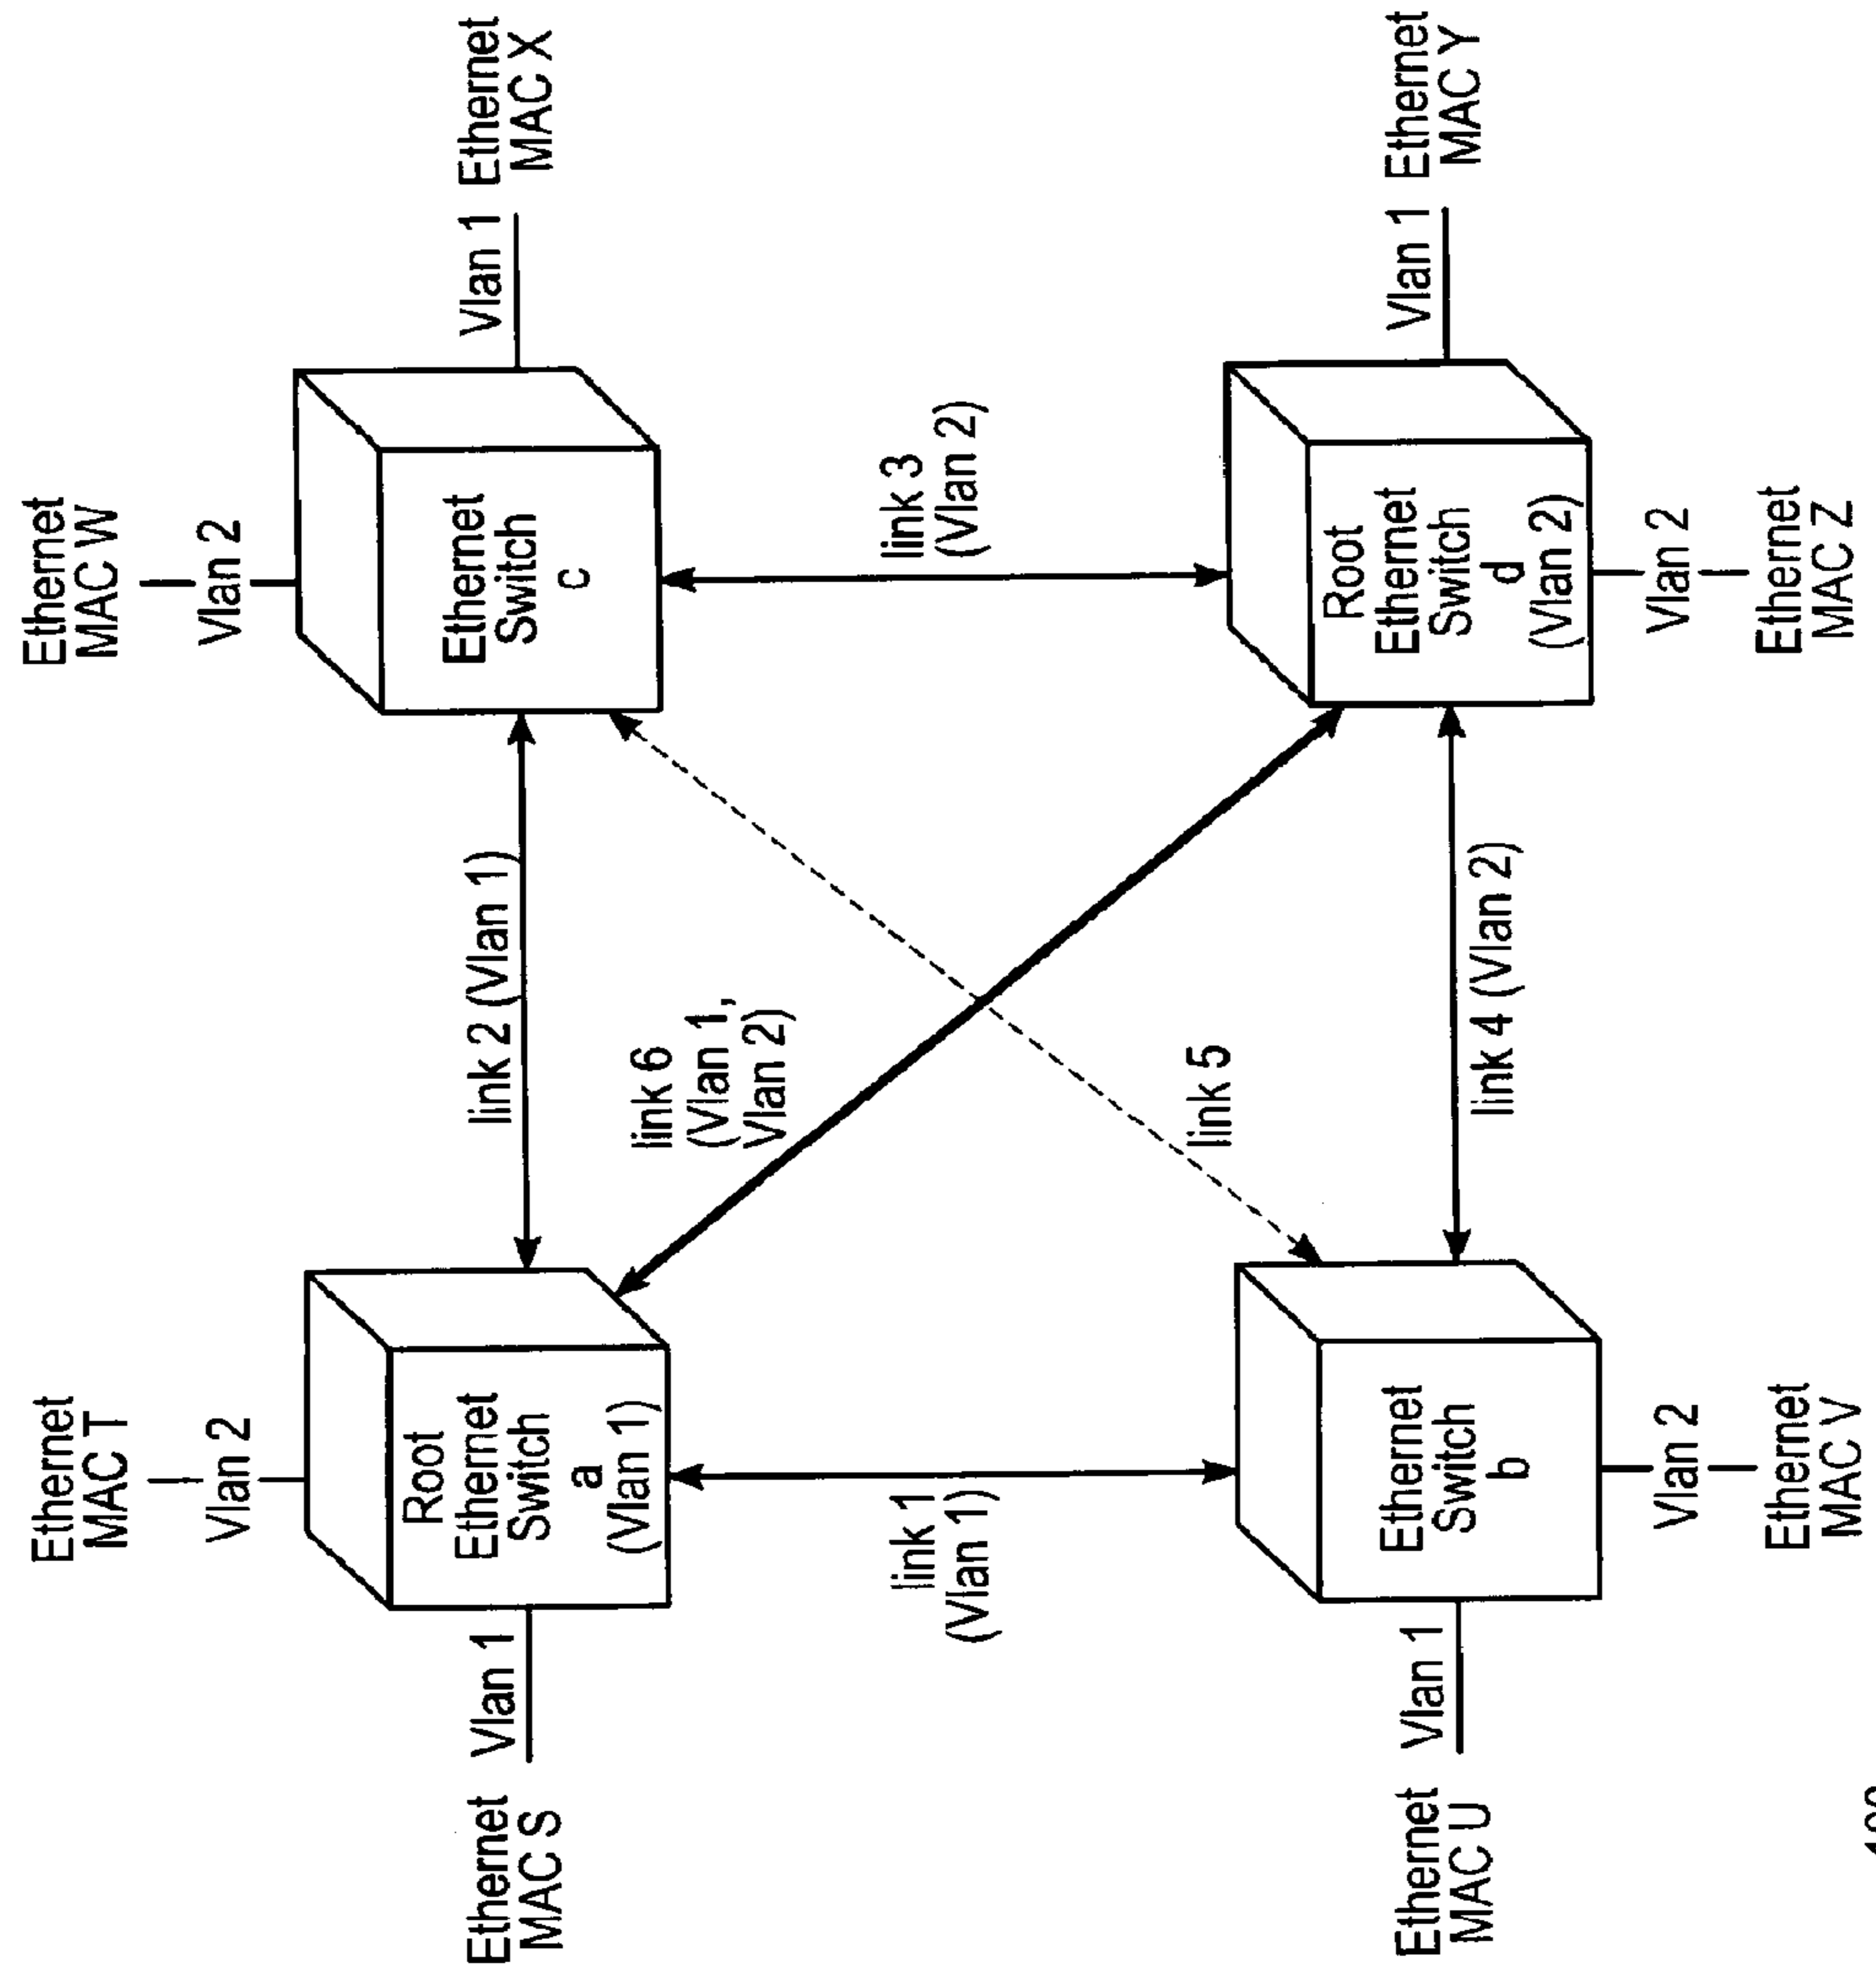 Ethernet
MAC T
Vlan 2
Ethernet
MAC W
Vlan 2
Ethernet
MAC S
Vlan 1
Root
Ethernet
Switch
a
(Vlan 1)
link 2 (Vlan 1)
Ethernet
Switch
c
Vlan 1
Ethernet
MAC X
link 6
(Vlan 1,
Vlan 2)
link 1
(Vlan 1)
link 3
(Vlan 2)
link 5
Ethernet
MAC U
Vlan 1
Ethernet
Switch
b
link 4 (Vlan 2)
Root
Ethernet
Switch
d
(Vlan 2)
Vlan 1
Ethernet
MAC Y
Vlan 2
Ethernet
MAC V
Vlan 2
Ethernet
MAC Z